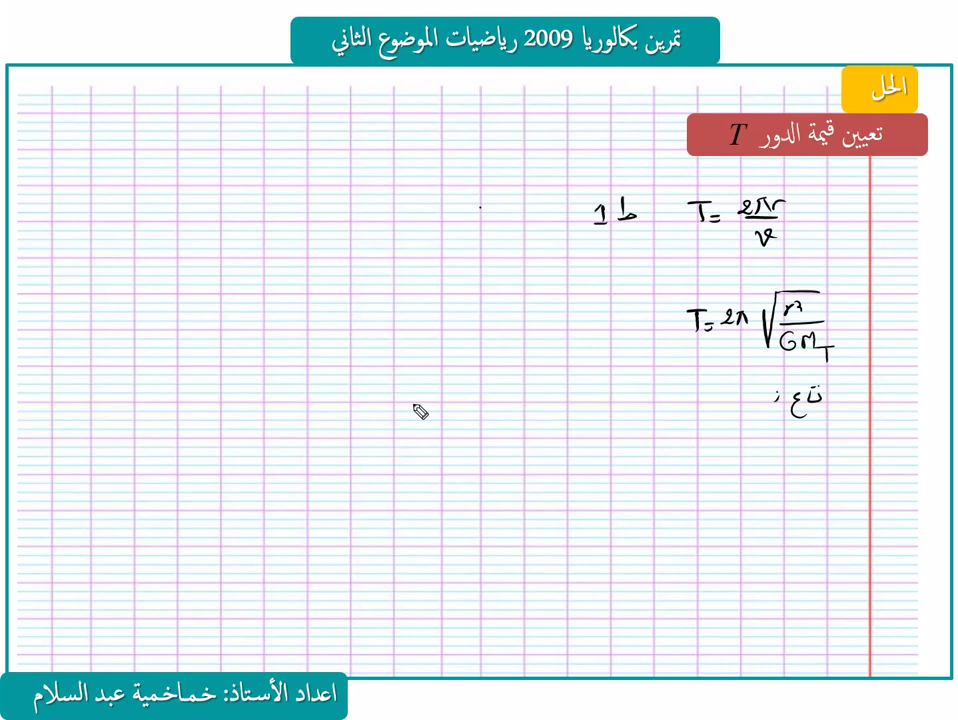 تمرين بكالوريا 2009 رياضيات الموضوع الثاني
الحل
تعيين قيمة الدور T
ط 1 T = 2πr / v
T = 2π √(r³ / G M_T)
ت ع :
اعداد الأستاذ: خماخمية عبد السلام